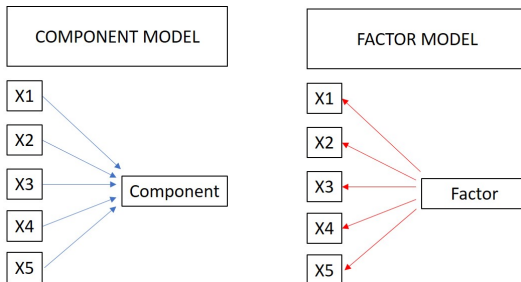 COMPONENT MODEL
X1
X2
X3
X4
X5
Component
FACTOR MODEL
X1
X2
X3
X4
X5
Factor